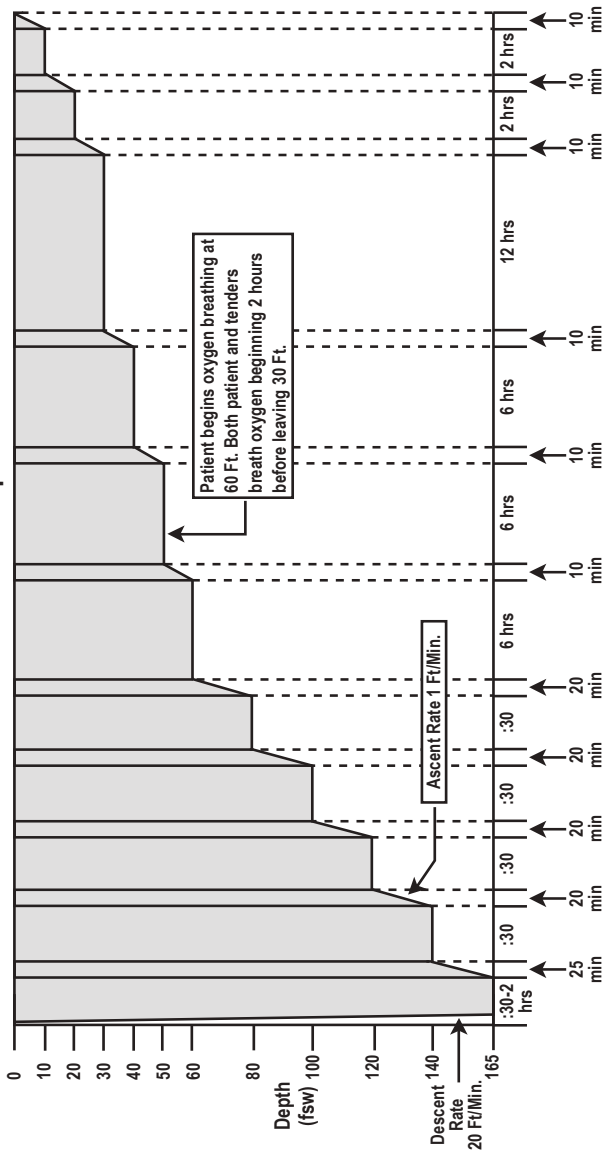 0
10
20
30
40
50
60
80
100
120
140
165
Depth
(fsw)
Descent
Rate
20 Ft/Min.
Patient begins oxygen breathing at
60 Ft. Both patient and tenders
breath oxygen beginning 2 hours
before leaving 30 Ft.
Ascent Rate 1 Ft/Min.
:30-2
hrs
:30
:30
:30
:30
6 hrs
6 hrs
6 hrs
12 hrs
2 hrs
2 hrs
25
min
20
min
20
min
20
min
20
min
10
min
10
min
10
min
10
min
10
min
10
min